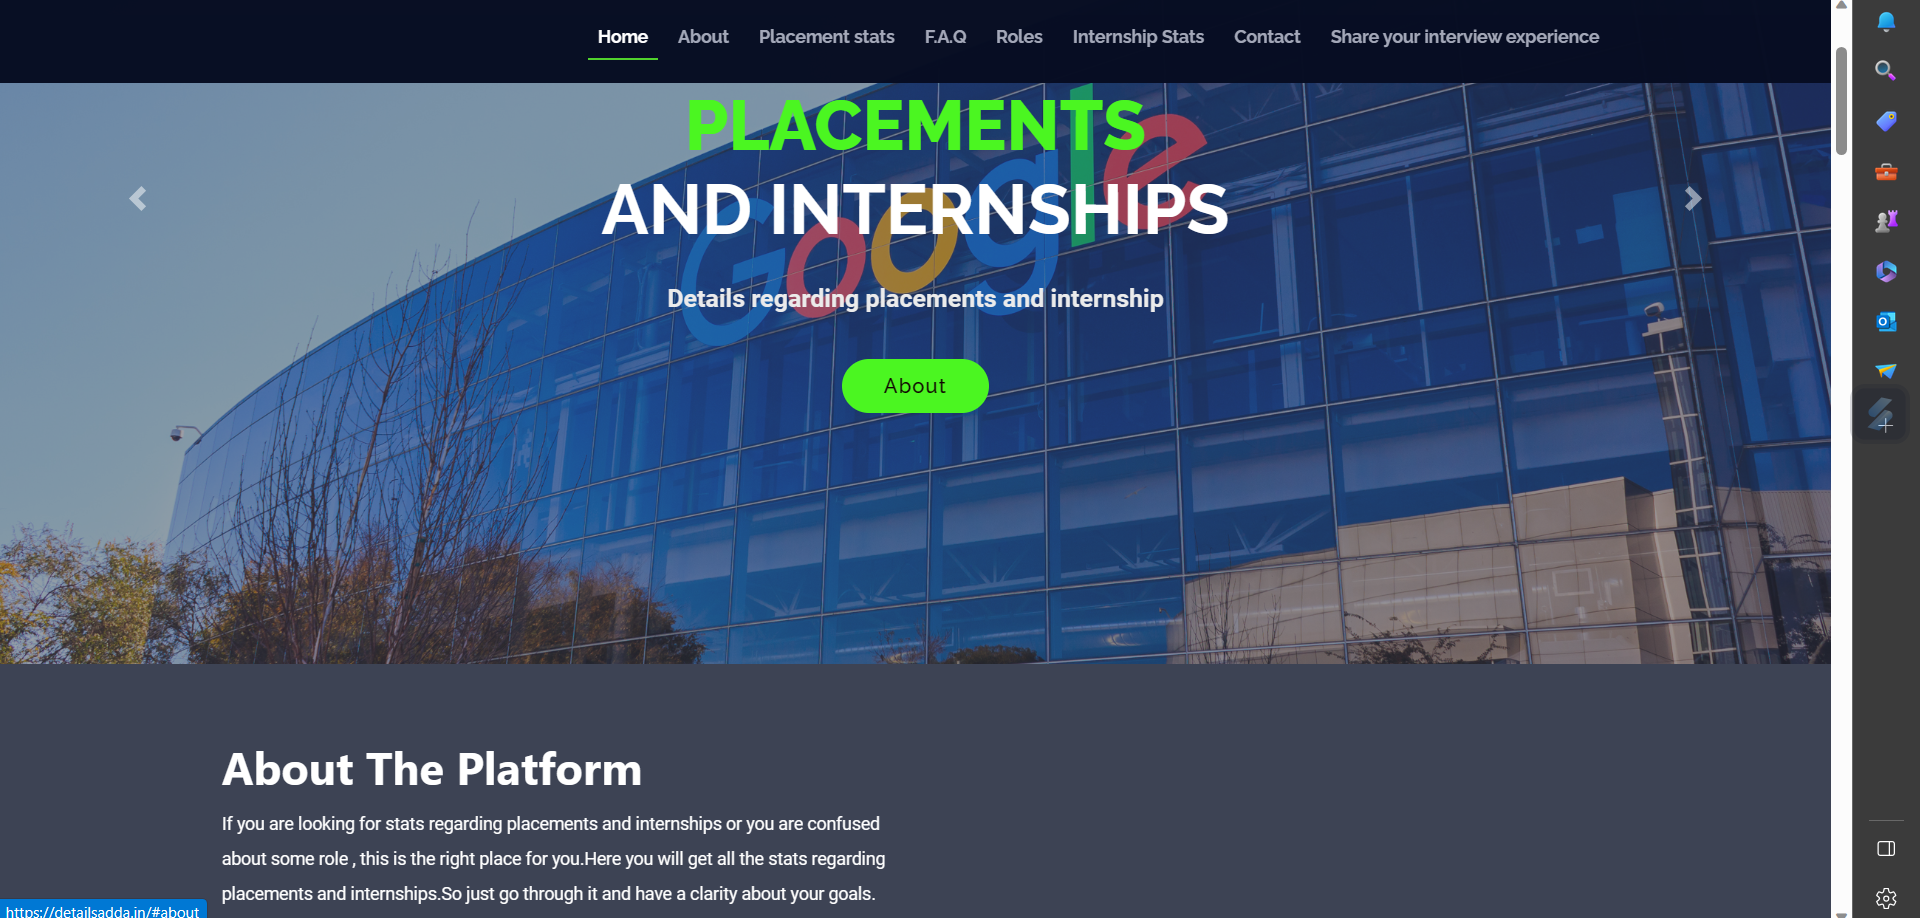 Home About Placement stats F.A.Q Roles Internship Stats Contact Share your interview experience
PLACEMENTS
AND INTERNSHIPS
Google
Details regarding placements and internship
About
About The Platform
If you are looking for stats regarding placements and internships or you are confused
about some role , this is the right place for you.Here you will get all the stats regarding
placements and internships.So just go through it and have a clarity about your goals.
https://detailsadda.in/#about